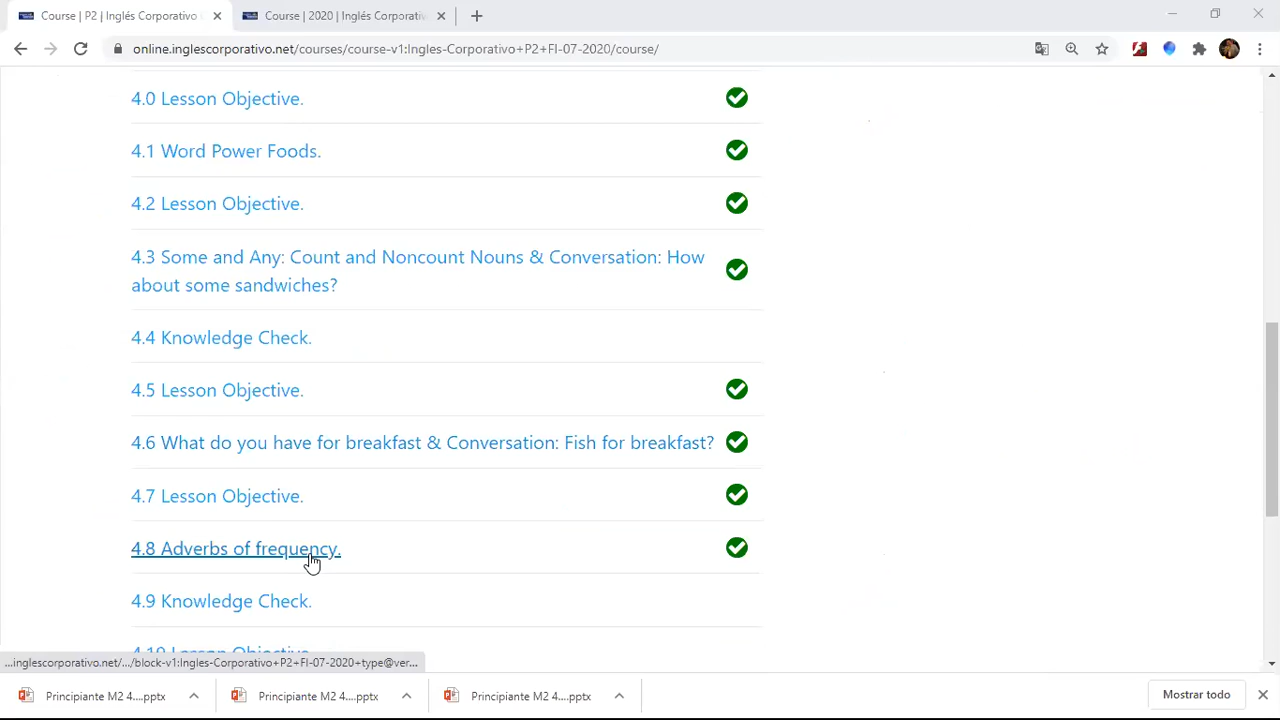 Course | P2 | Inglés Corporativo
Course | 2020 | Inglés Corporativ
online.inglescorporativo.net/courses/course-v1:Ingles-Corporativo+P2+FI-07-2020/course/
4.0 Lesson Objective.
4.1 Word Power Foods.
4.2 Lesson Objective.
4.3 Some and Any: Count and Noncount Nouns & Conversation: How
about some sandwiches?
4.4 Knowledge Check.
4.5 Lesson Objective.
4.6 What do you have for breakfast & Conversation: Fish for breakfast?
4.7 Lesson Objective.
4.8 Adverbs of frequency.
4.9 Knowledge Check.
4.10 Lesson Objective.
...inglescorporativo.net/.../block-v1:Ingles-Corporativo+P2+FI-07-2020+type@ver...
Principiante M2 4....pptx
Principiante M2 4....pptx
Principiante M2 4....pptx
Mostrar todo